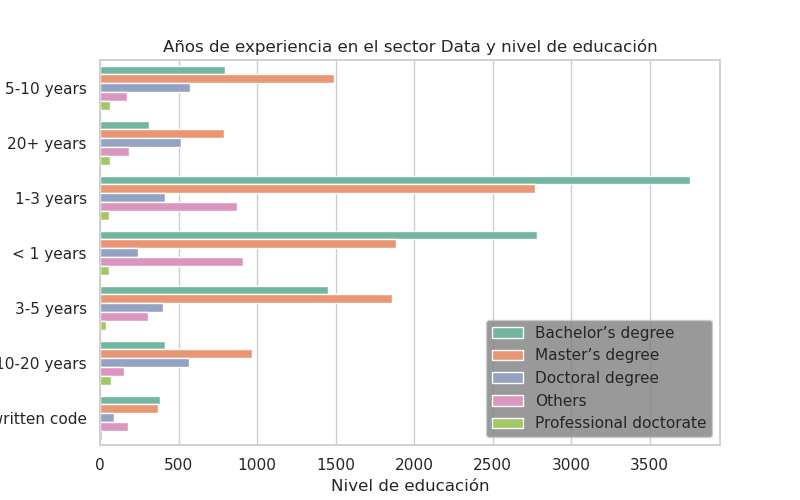 Años de experiencia en el sector Data y nivel de educación
5-10 years
20+ years
1-3 years
< 1 years
3-5 years
10-20 years
written code
Bachelor’s degree
Master’s degree
Doctoral degree
Others
Professional doctorate
0 500 1000 1500 2000 2500 3000 3500
Nivel de educación